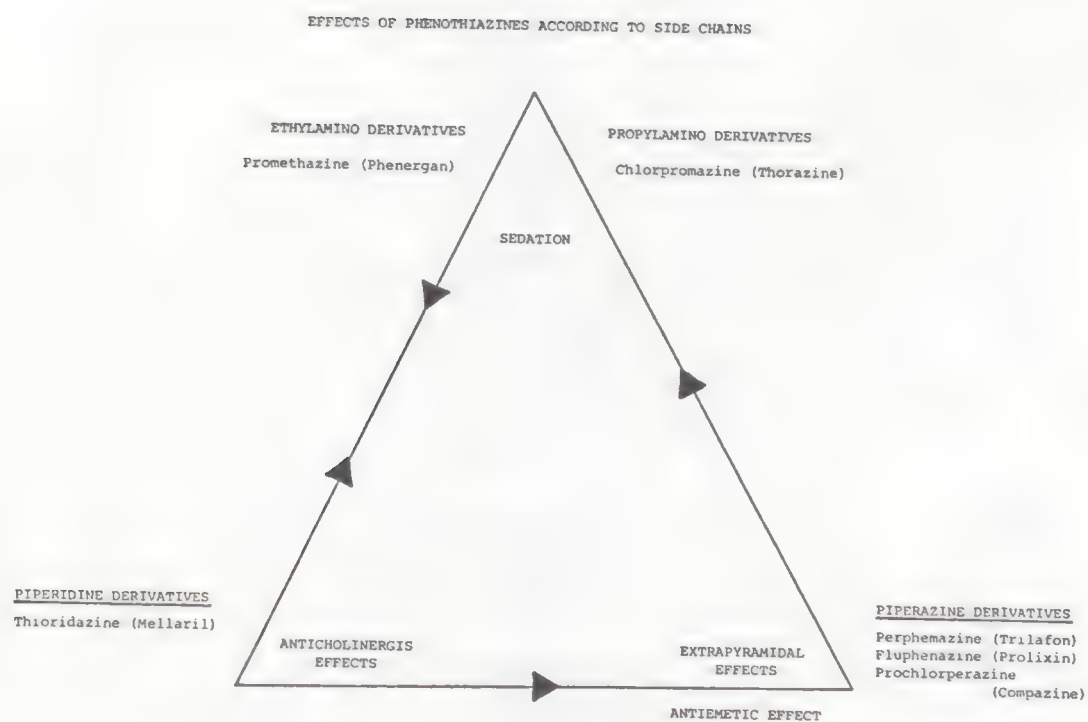 EFFECTS OF PHENOTHIAZINES ACCORDING TO SIDE CHAINS
ETHYLAMINO DERIVATIVES
Promethazine (Phenergan)
PROPYLAMINO DERIVATIVES
Chlorpromazine (Thorazine)
SEDATION
PIPERIDINE DERIVATIVES
Thioridazine (Mellaril)
ANTICHOLINERGIS
EFFECTS
EXTRAPYRAMIDAL
EFFECTS
PIPERAZINE DERIVATIVES
Perphemazine (Trilafon)
Fluphenazine (Prolixin)
Prochlorperazine
(Compazine)
ANTIEMETIC EFFECT